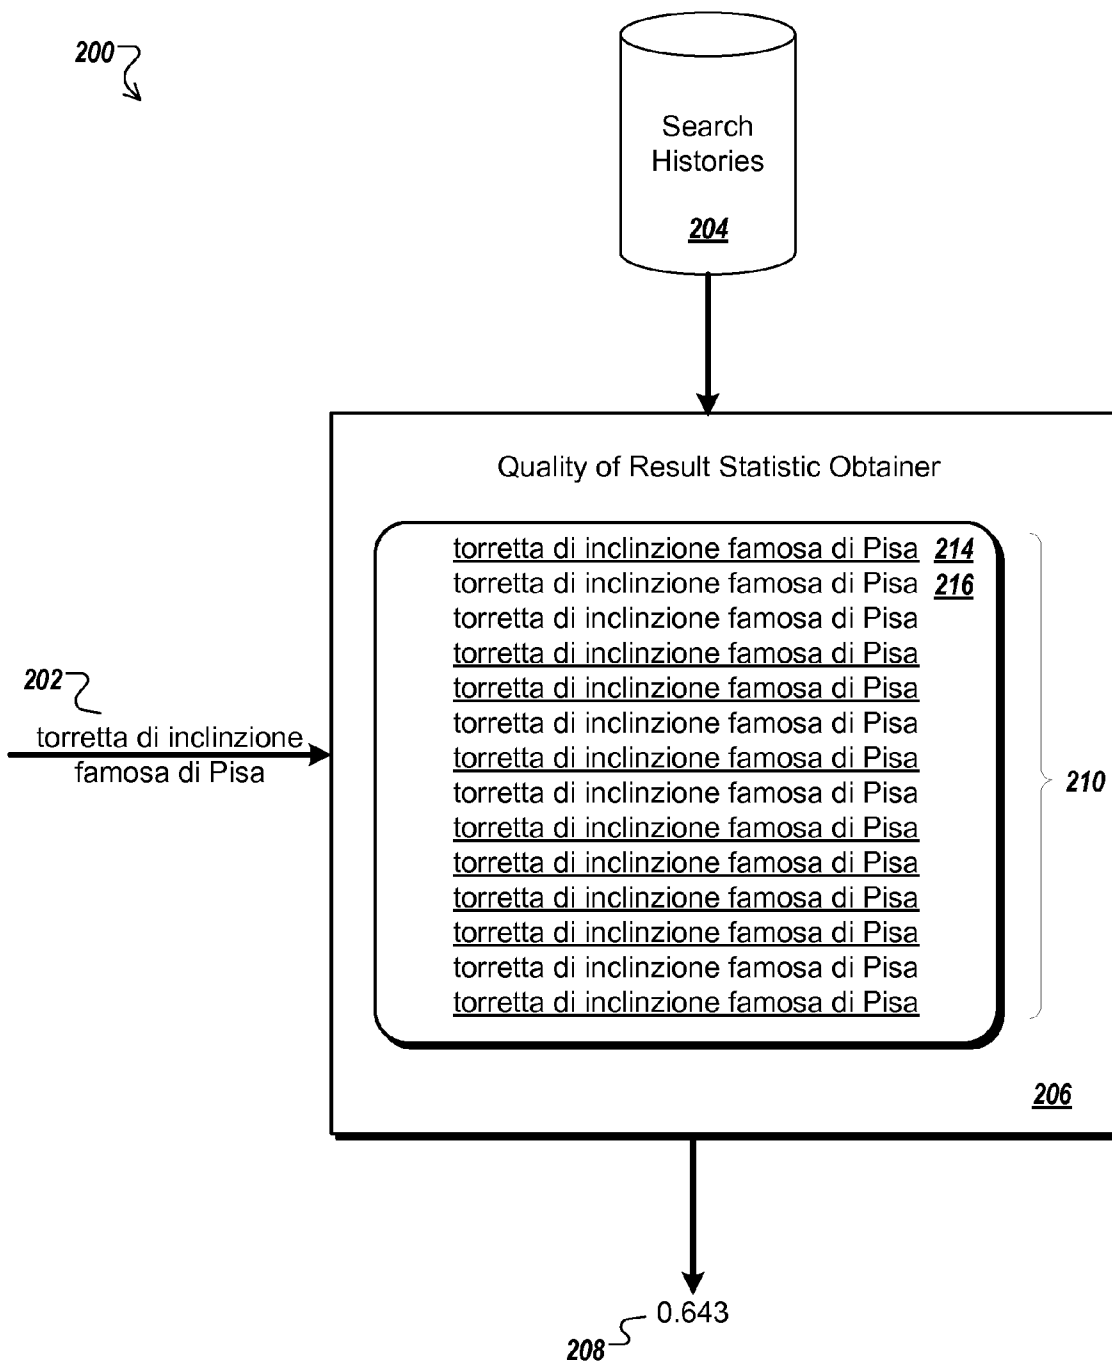 200
Search
Histories
204
Quality of Result Statistic Obtainer
torretta di inclinzione famosa di Pisa 214
torretta di inclinzione famosa di Pisa 216
torretta di inclinzione famosa di Pisa
torretta di inclinzione famosa di Pisa
torretta di inclinzione famosa di Pisa
torretta di inclinzione famosa di Pisa
torretta di inclinzione famosa di Pisa
torretta di inclinzione famosa di Pisa
torretta di inclinzione famosa di Pisa
torretta di inclinzione famosa di Pisa
torretta di inclinzione famosa di Pisa
torretta di inclinzione famosa di Pisa
torretta di inclinzione famosa di Pisa
torretta di inclinzione famosa di Pisa
202
torretta di inclinzione
famosa di Pisa
210
206
0.643
208